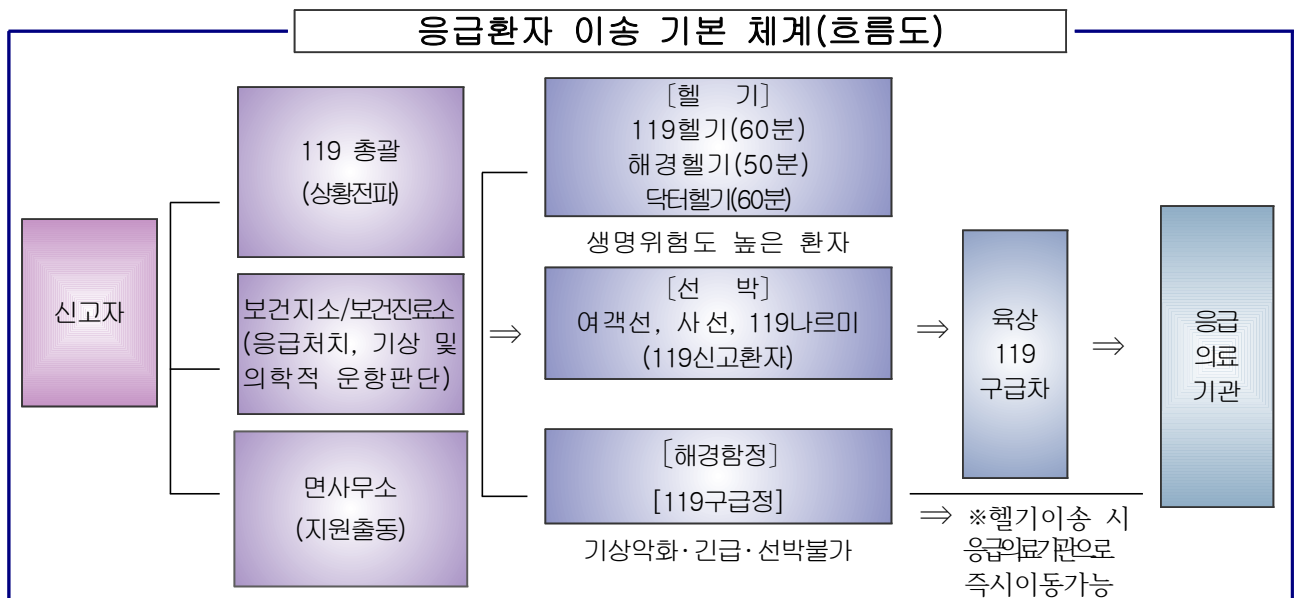 응급환자 이송 기본 체계(흐름도)
신고자
119 총괄
(상황전파)
보건지소/보건진료소
(응급처치, 기상 및
의학적 운항판단)
면사무소
(지원출동)
⇒
[헬 기]
119헬기(60분)
해경헬기(50분)
닥터헬기(60분)
생명위험도 높은 환자
[선 박]
여객선, 사선, 119나르미
(119신고환자)
[해경함정]
[119구급정]
기상악화·긴급·선박불가
⇒
육상
119
구급차
⇒
⇒ ※헬기이송 시
응급의료기관으로
즉시이동가능
응급
의료
기관